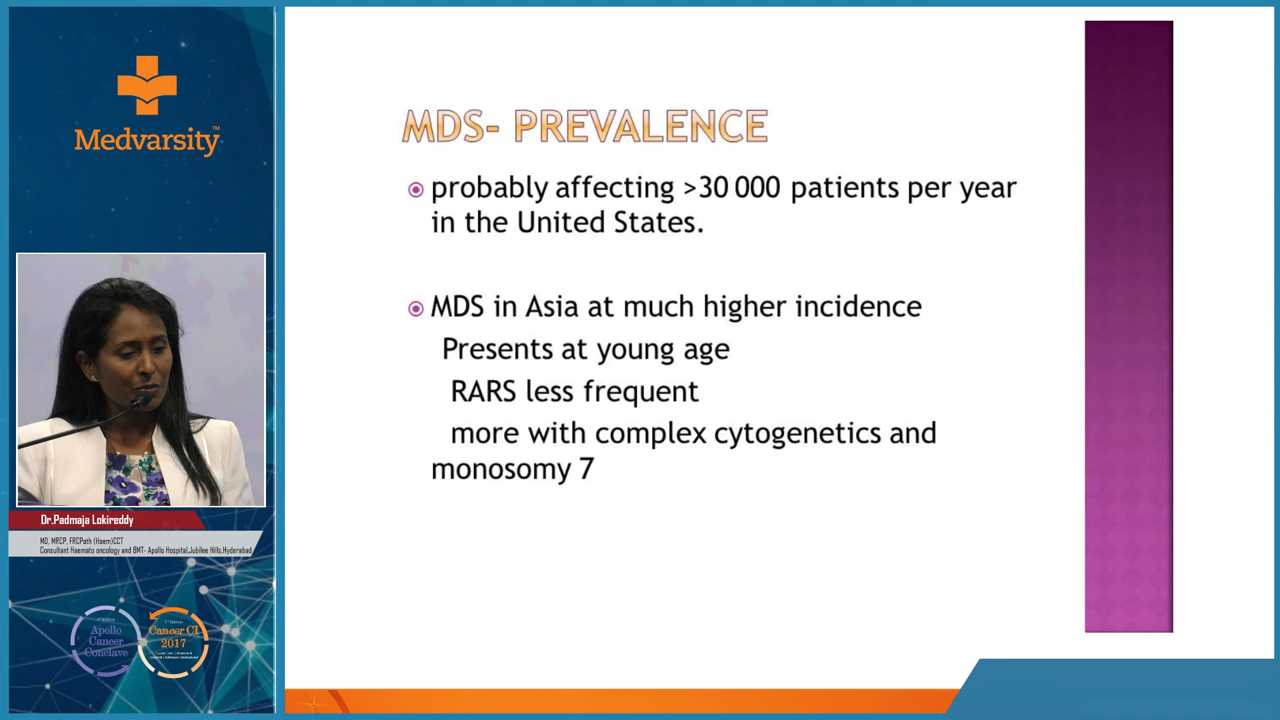 Medvarsity™
MDS- PREVALENCE
probably affecting >30 000 patients per year
in the United States.
MDS in Asia at much higher incidence
Presents at young age
RARS less frequent
more with complex cytogenetics and
monosomy 7
Dr.Padmaja Lokireddy
MD, MRCP, FRCPath (Haem)CCT
Consultant Haemato oncology and BMT- Apollo Hospital,Jubilee Hills,Hyderabad
Apollo
Cancer
Conclave
Cancer CI
2017